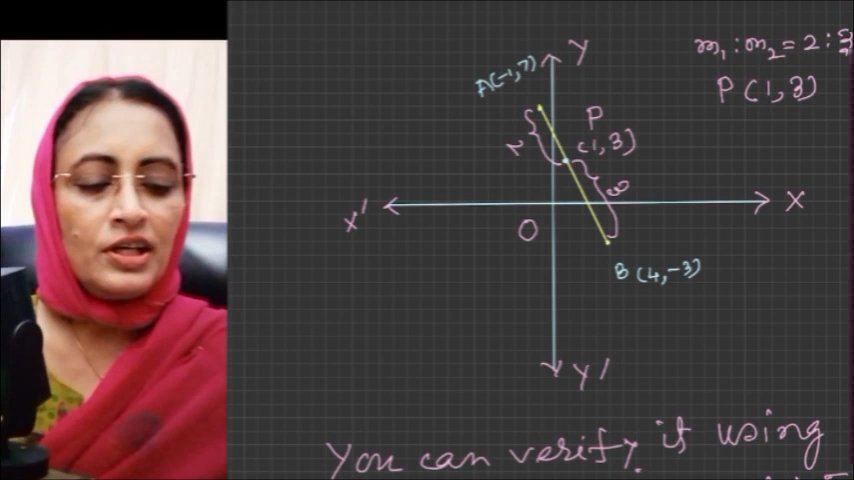 Y
m₁ : m₂ = 2 : 3
A(-1,7)
P (1, 3)
P
(1, 3)
2
3
X'
X
O
B (4, -3)
Y'
You can verify it using